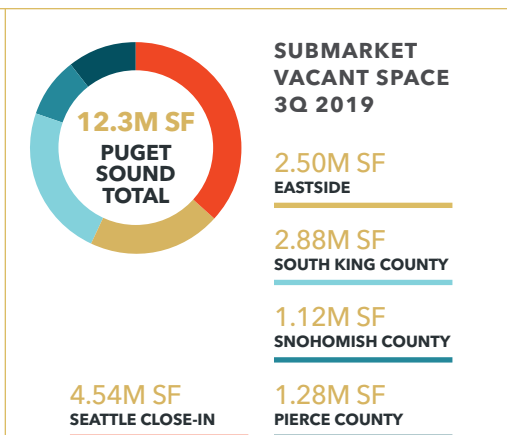 12.3M SF
PUGET
SOUND
TOTAL
SUBMARKET
VACANT SPACE
3Q 2019
2.50M SF
EASTSIDE
2.88M SF
SOUTH KING COUNTY
1.12M SF
SNOHOMISH COUNTY
4.54M SF
SEATTLE CLOSE-IN
1.28M SF
PIERCE COUNTY